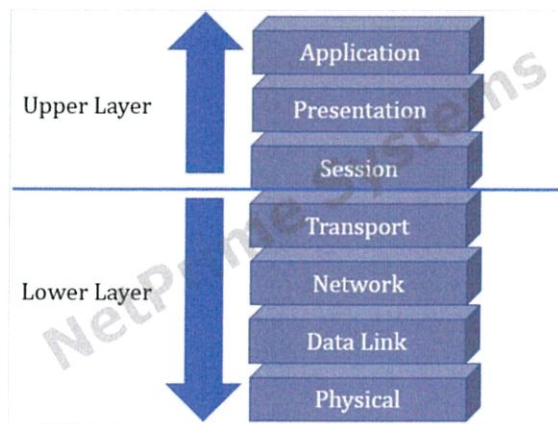 Application
Upper Layer
Presentation
Session
Transport
Network
Lower Layer
Data Link
Physical
NetPrime Systems